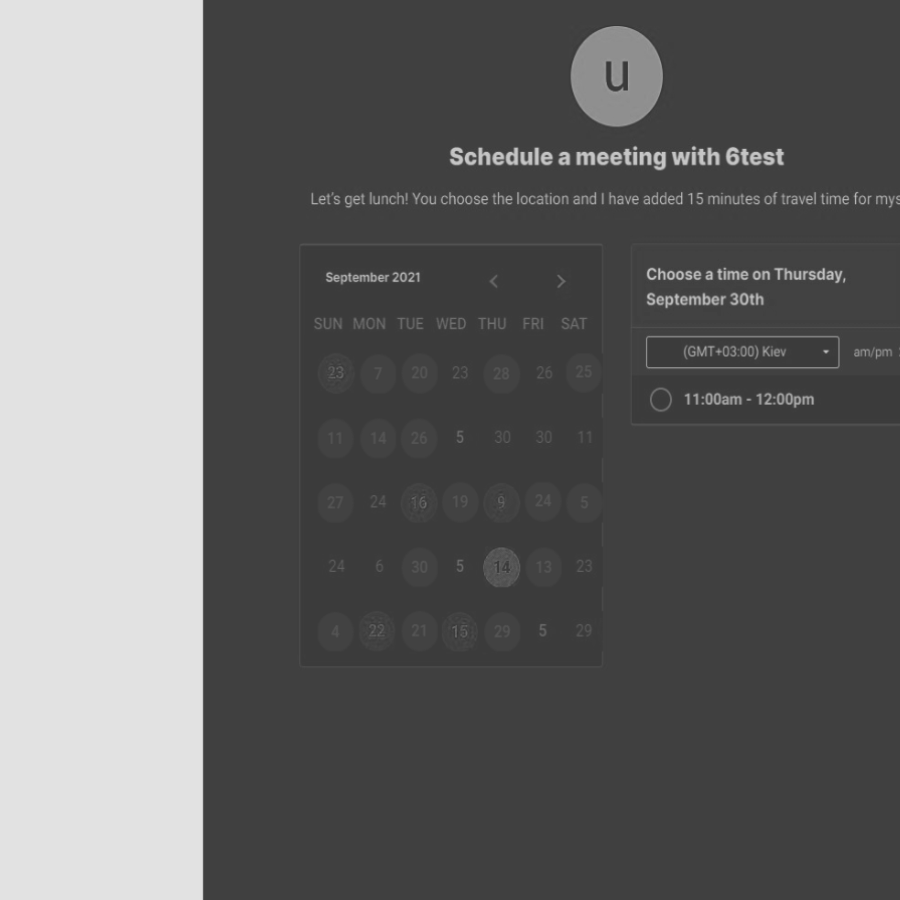 u
Schedule a meeting with 6test
Let's get lunch! You choose the location and I have added 15 minutes of travel time for mys
September 2021
SUN MON TUE WED THU FRI SAT
23 7 20 23 28 26 25
11 14 26 5 30 30 11
27 24 16 19 9 24 5
24 6 30 5 14 13 23
4 22 21 15 29 5 29
Choose a time on Thursday,
September 30th
(GMT+03:00) Kiev am/pm
11:00am - 12:00pm